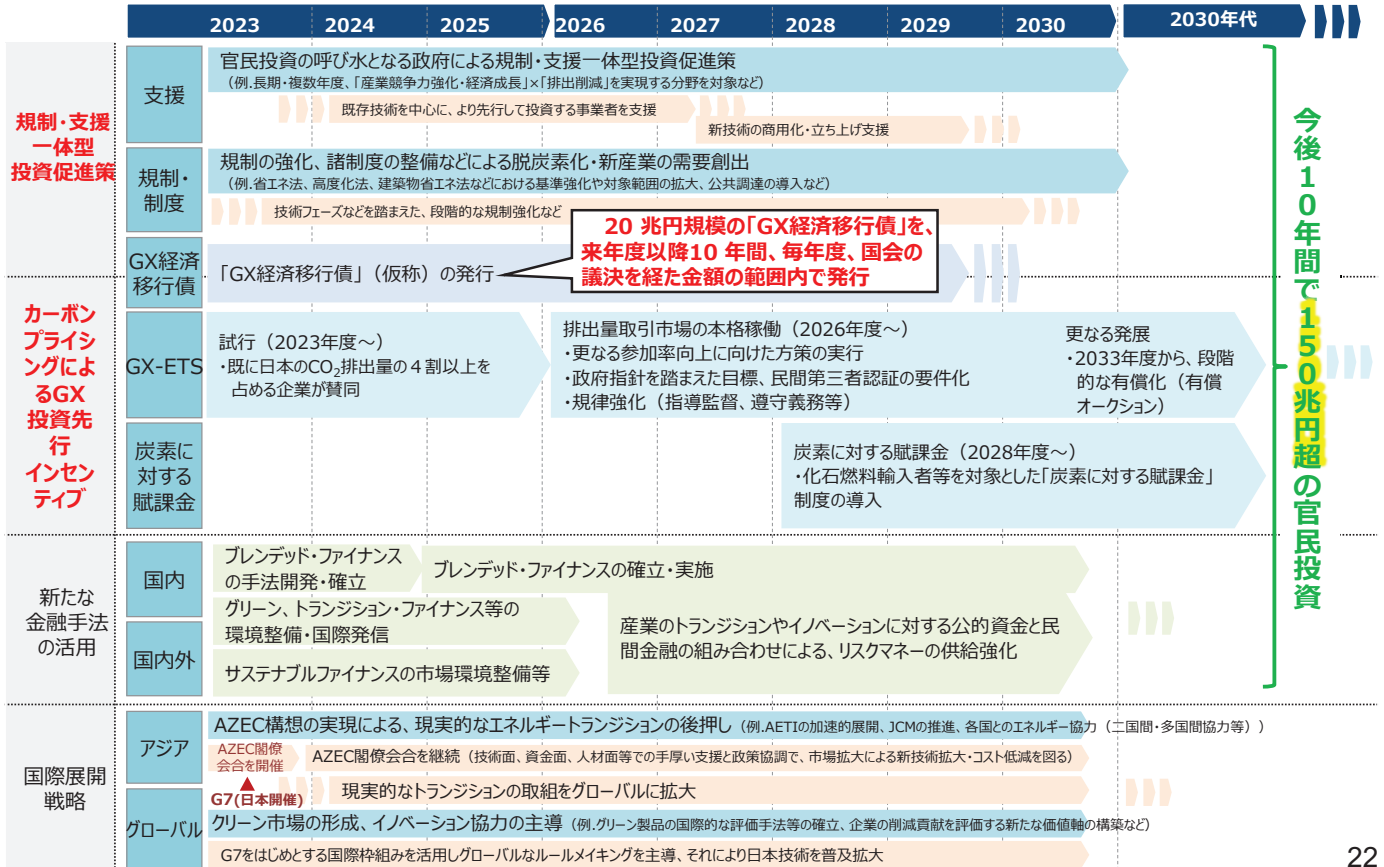 2023
2024
2025
2026
2027
2028
2029
2030
2030年代
規制・支援
一体型
投資促進策
支援
官民投資の呼び水となる政府による規制・支援一体型投資促進策
（例.長期・複数年度、「産業競争力強化・経済成長」×「排出削減」を実現する分野を対象など）
既存技術を中心に、より先行して投資する事業者を支援
新技術の商用化・立ち上げ支援
規制・
制度
規制の強化、諸制度の整備などによる脱炭素化・新産業の需要創出
（例.省エネ法、高度化法、建築物省エネ法などにおける基準強化や対象範囲の拡大、公共調達の導入など）
技術フェーズなどを踏まえた、段階的な規制強化など
GX経済
移行債
「GX経済移行債」（仮称）の発行
20 兆円規模の「GX経済移行債」を、
来年度以降10 年間、毎年度、国会の
議決を経た金額の範囲内で発行
カーボン
プライシ
ングによ
るGX
投資先
行
インセン
ティブ
GX-ETS
試行（2023年度～）
・既に日本のCO2排出量の４割以上を
占める企業が賛同
排出量取引市場の本格稼働（2026年度～）
・更なる参加率向上に向けた方策の実行
・政府指針を踏まえた目標、民間第三者認証の要件化
・規律強化（指導監督、遵守義務等）
更なる発展
・2033年度から、段階
的な有償化（有償
オークション）
炭素に
対する
賦課金
炭素に対する賦課金（2028年度～）
・化石燃料輸入者等を対象とした「炭素に対する賦課金」
制度の導入
今後１０年間で１５０兆円超の官民投資
新たな
金融手法
の活用
国内
ブレンデッド・ファイナンス
の手法開発・確立
ブレンデッド・ファイナンスの確立・実施
国内外
グリーン、トランジション・ファイナンス等の
環境整備・国際発信
サステナブルファイナンスの市場環境整備等
産業のトランジションやイノベーションに対する公的資金と民
間金融の組み合わせによる、リスクマネーの供給強化
国際展開
戦略
アジア
AZEC構想の実現による、現実的なエネルギートランジションの後押し（例.AETIの加速的展開、JCMの推進、各国とのエネルギー協力（二国間・多国間協力等））
AZEC閣僚
会合を開催
AZEC閣僚会合を継続（技術面、資金面、人材面等での手厚い支援と政策協調で、市場拡大による新技術拡大・コスト低減を図る）
G7(日本開催)
現実的なトランジションの取組をグローバルに拡大
グローバル
クリーン市場の形成、イノベーション協力の主導（例.グリーン製品の国際的な評価手法等の確立、企業の削減貢献を評価する新たな価値軸の構築など）
G7をはじめとする国際枠組みを活用しグローバルなルールメイキングを主導、それにより日本技術を普及拡大
22